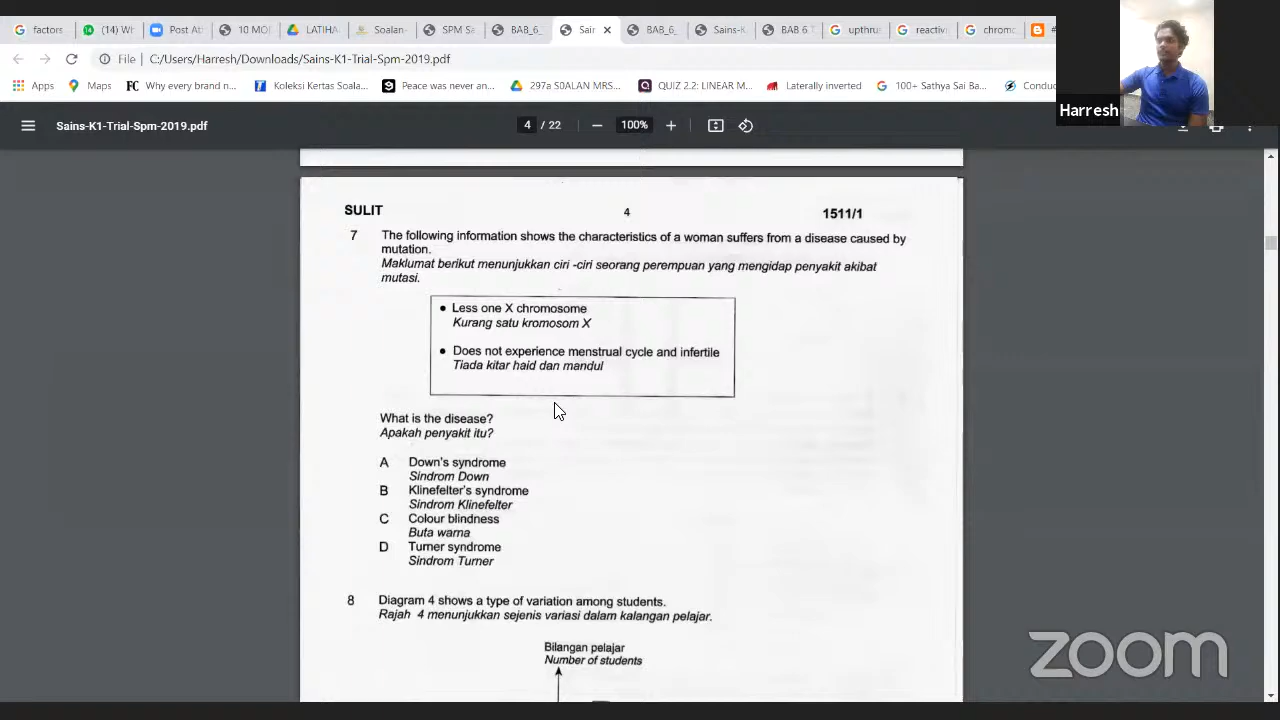 factors
(14) Wh
Post Att
10 MO
LATIHA
Soalan-
SPM Sa
BAB_6_
Sain
BAB_6_
Sains-K
BAB 6 T
upthrus
reactivi
chromo
File | C:/Users/Harresh/Downloads/Sains-K1-Trial-Spm-2019.pdf
Apps Maps Why every brand n... Koleksi Kertas Soala... Peace was never an... 297a S0ALAN MRS... QUIZ 2.2: LINEAR M... Laterally inverted 100+ Sathya Sai Ba... Conduc
Harresh
Sains-K1-Trial-Spm-2019.pdf 4 / 22 — 100% +
SULIT 4 1511/1
7 The following information shows the characteristics of a woman suffers from a disease caused by
mutation.
Maklumat berikut menunjukkan ciri -ciri seorang perempuan yang mengidap penyakit akibat
mutasi.
• Less one X chromosome
Kurang satu kromosom X
• Does not experience menstrual cycle and infertile
Tiada kitar haid dan mandul
What is the disease?
Apakah penyakit itu?
A Down's syndrome
Sindrom Down
B Klinefelter's syndrome
Sindrom Klinefelter
C Colour blindness
Buta warna
D Turner syndrome
Sindrom Turner
8 Diagram 4 shows a type of variation among students.
Rajah 4 menunjukkan sejenis variasi dalam kalangan pelajar.
Bilangan pelajar
Number of students
zoom